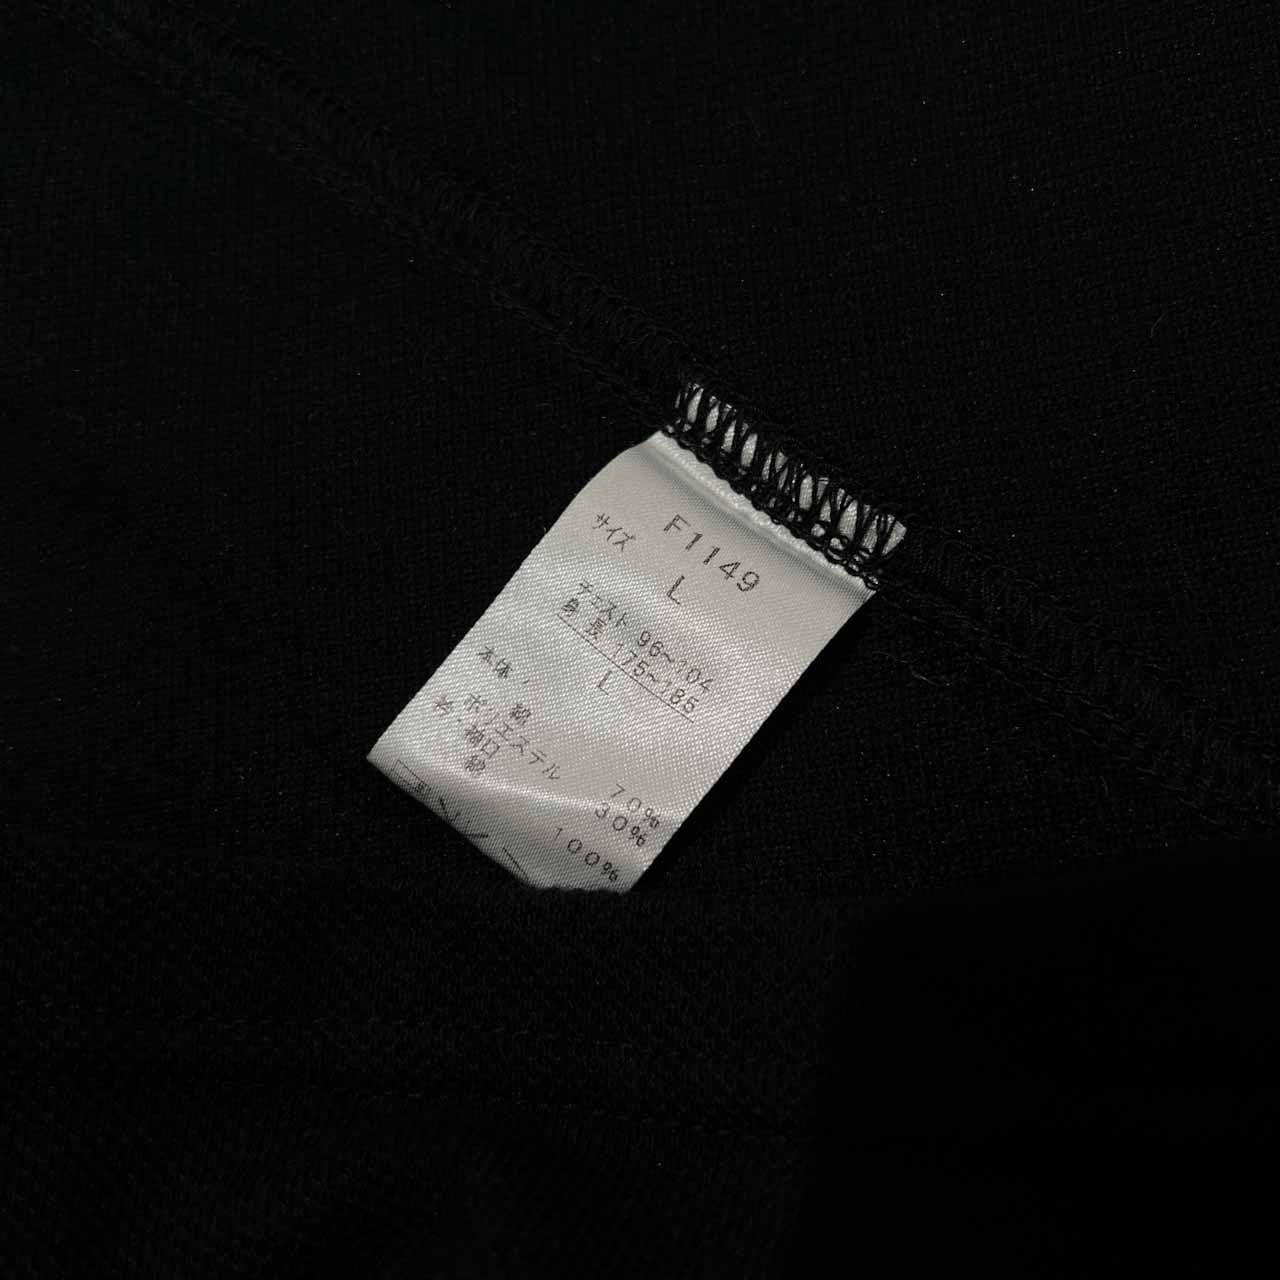 F1149
サイズ L
チェスト 96~104
身長 175~185
L
本体
綿 70%
ポリエステル 30%
衿・袖口
綿 100%